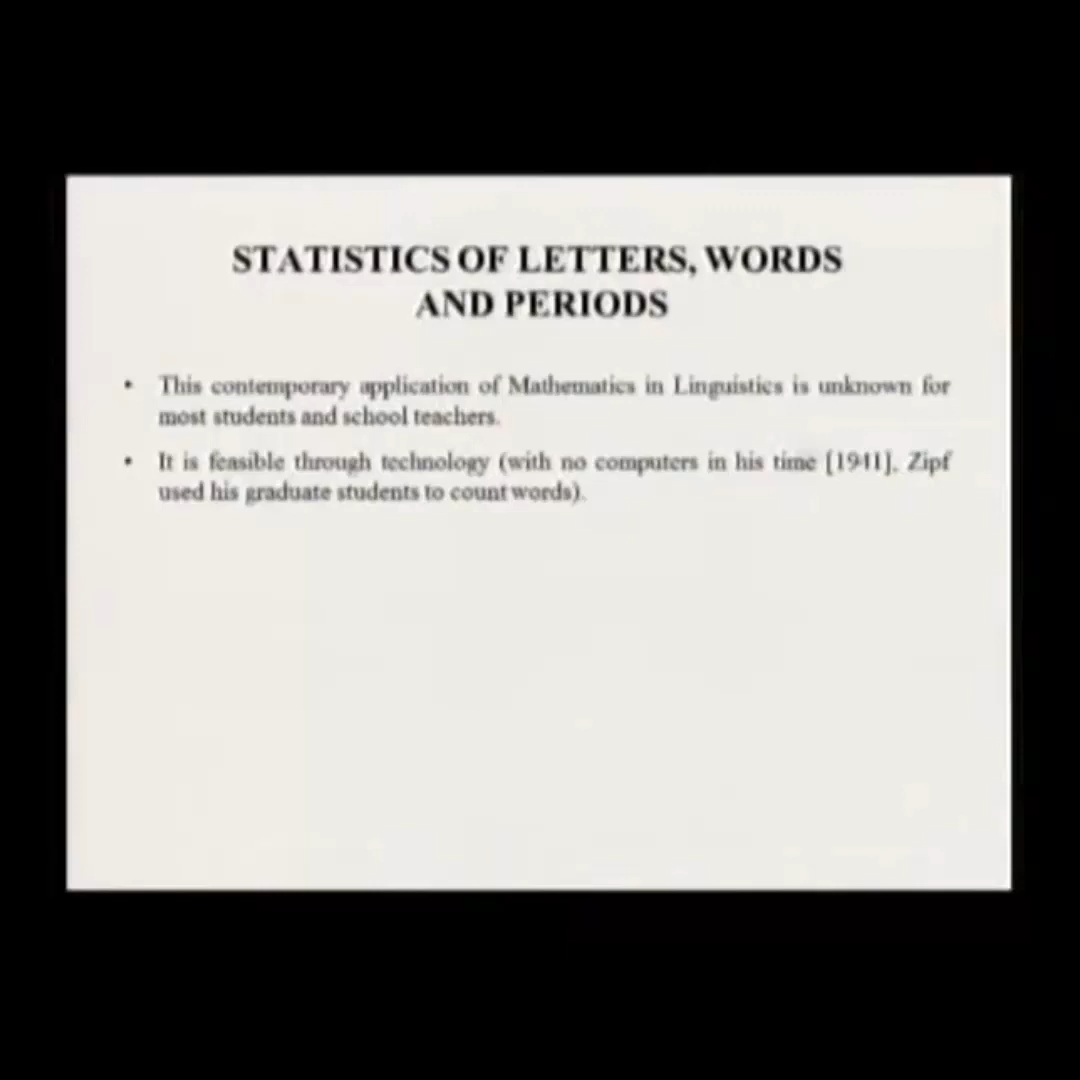 STATISTICS OF LETTERS, WORDS
AND PERIODS
• This contemporary application of Mathematics in Linguistics is unknown for
most students and school teachers.
• It is feasible through technology (with no computers in his time [1941], Zipf
used his graduate students to count words).